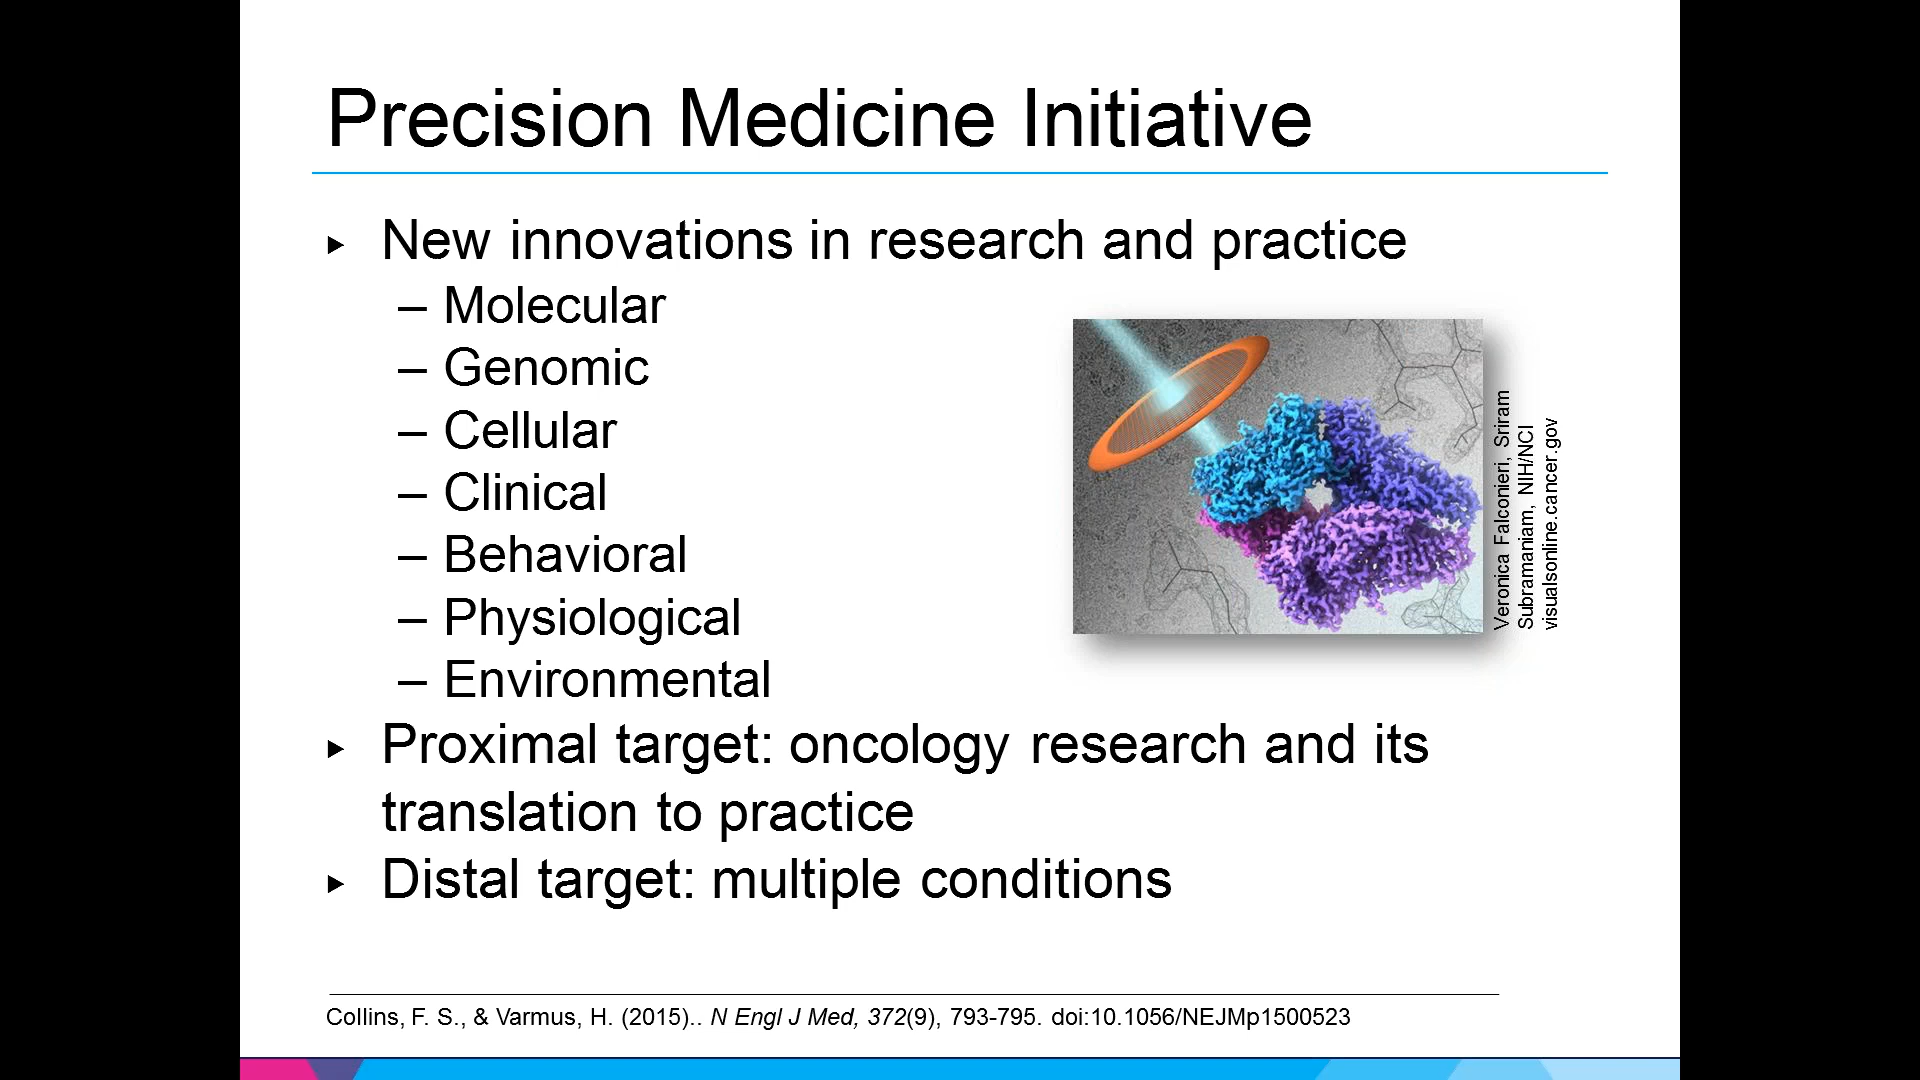 Precision Medicine Initiative
▸ New innovations in research and practice
– Molecular
– Genomic
– Cellular
– Clinical
– Behavioral
– Physiological
– Environmental
▸ Proximal target: oncology research and its
translation to practice
▸ Distal target: multiple conditions
Veronica Falconieri, Sriram
Subramaniam, NIH/NCI
visualsonline.cancer.gov
Collins, F. S., & Varmus, H. (2015).. N Engl J Med, 372(9), 793-795. doi:10.1056/NEJMp1500523